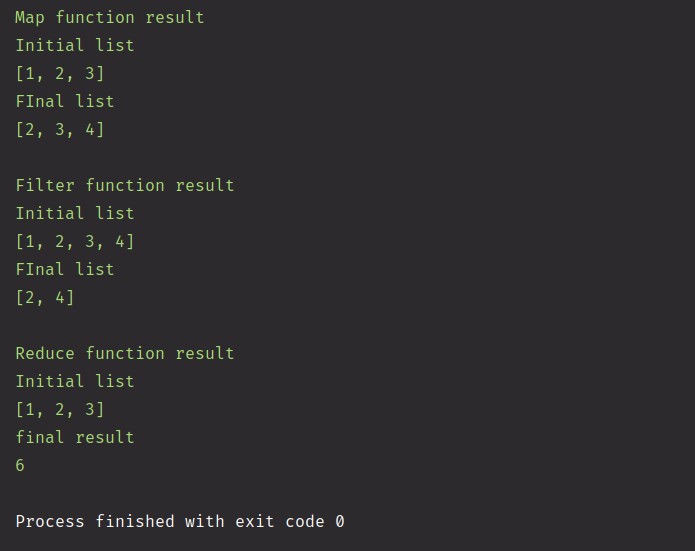 Map function result
Initial list
[1, 2, 3]
FInal list
[2, 3, 4]
Filter function result
Initial list
[1, 2, 3, 4]
FInal list
[2, 4]
Reduce function result
Initial list
[1, 2, 3]
final result
6
Process finished with exit code 0